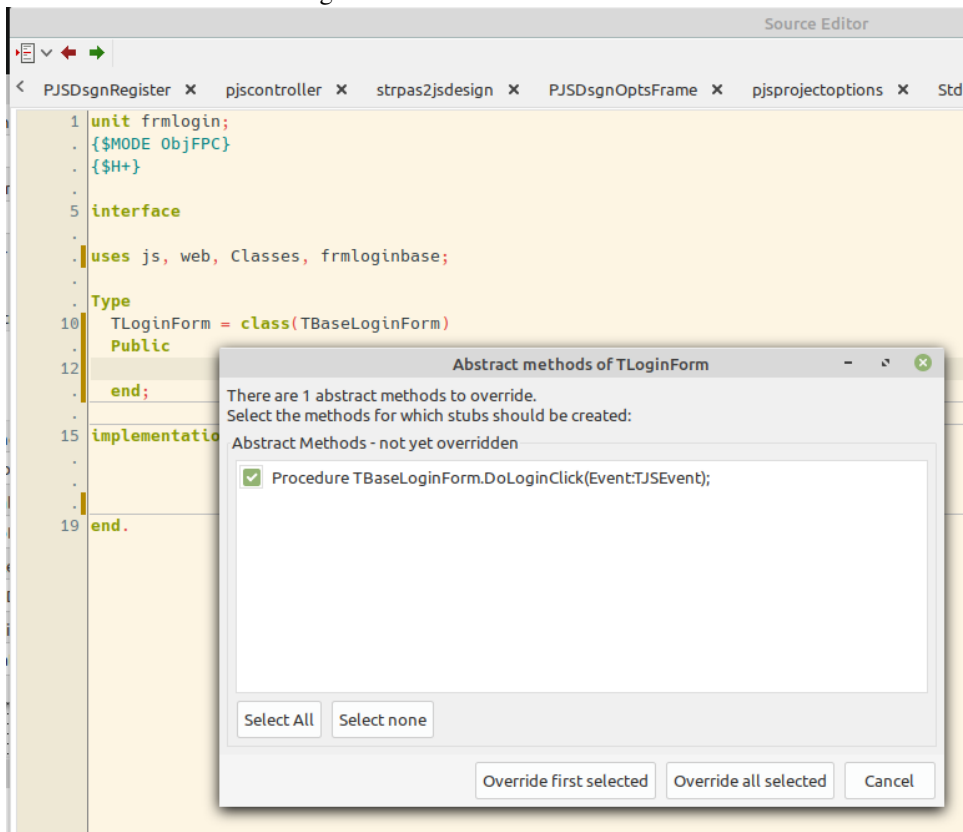 Source Editor
PJSDsgnRegister × pjscontroller × strpas2jsdesign × PJSDsgnOptsFrame × pjsprojectoptions × Std
1 unit frmlogin;
. {$MODE ObjFPC}
. {$H+}
.
5 interface
.
. uses js, web, Classes, frmloginbase;
.
. Type
10 TLoginForm = class(TBaseLoginForm)
. Public
12
. end;
.
15 implementatio
.
.
.
19 end.
Abstract methods of TLoginForm
There are 1 abstract methods to override.
Select the methods for which stubs should be created:
Abstract Methods - not yet overridden
Procedure TBaseLoginForm.DoLoginClick(Event:TJSEvent);
Select All Select none
Override first selected Override all selected Cancel